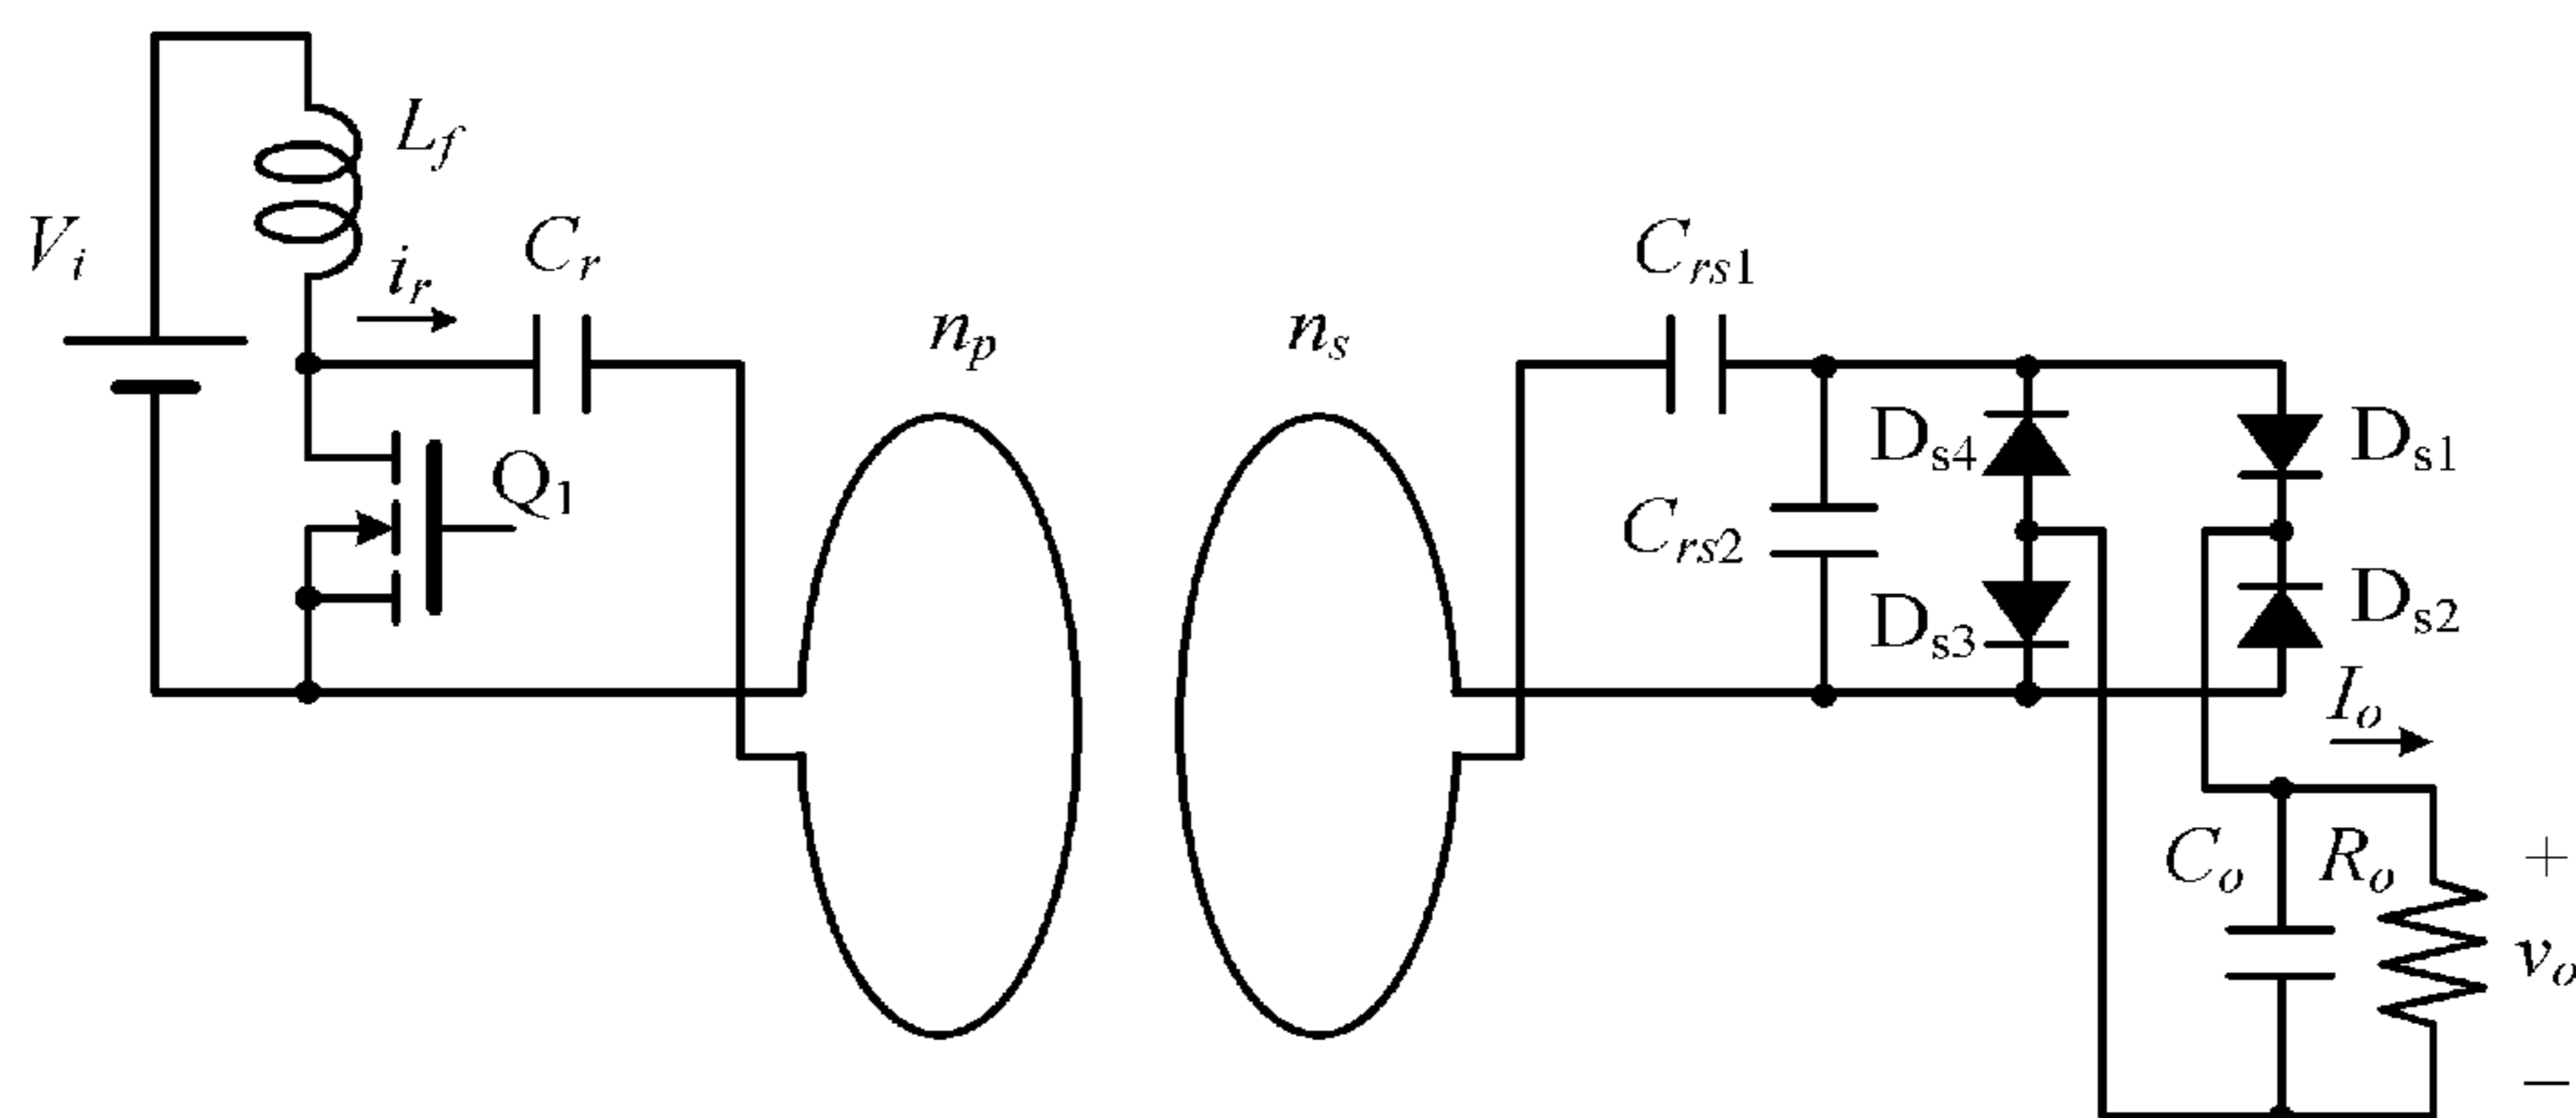 L_f
V_i
i_r
C_r
n_p
n_s
C_rs1
Q_1
C_rs2
D_s4
D_s1
D_s3
D_s2
I_o
C_o
R_o
+
v_o
−